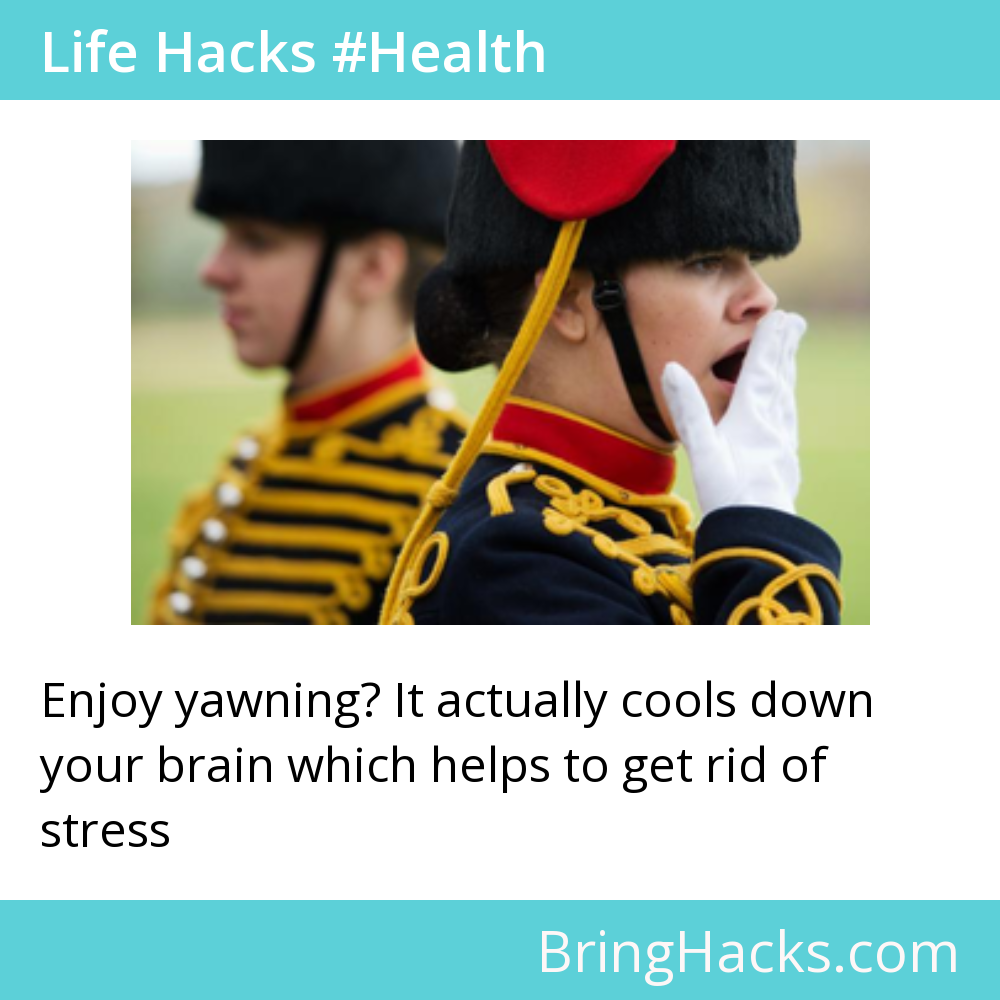 Life Hacks #Health
Enjoy yawning? It actually cools down
your brain which helps to get rid of
stress
BringHacks.com